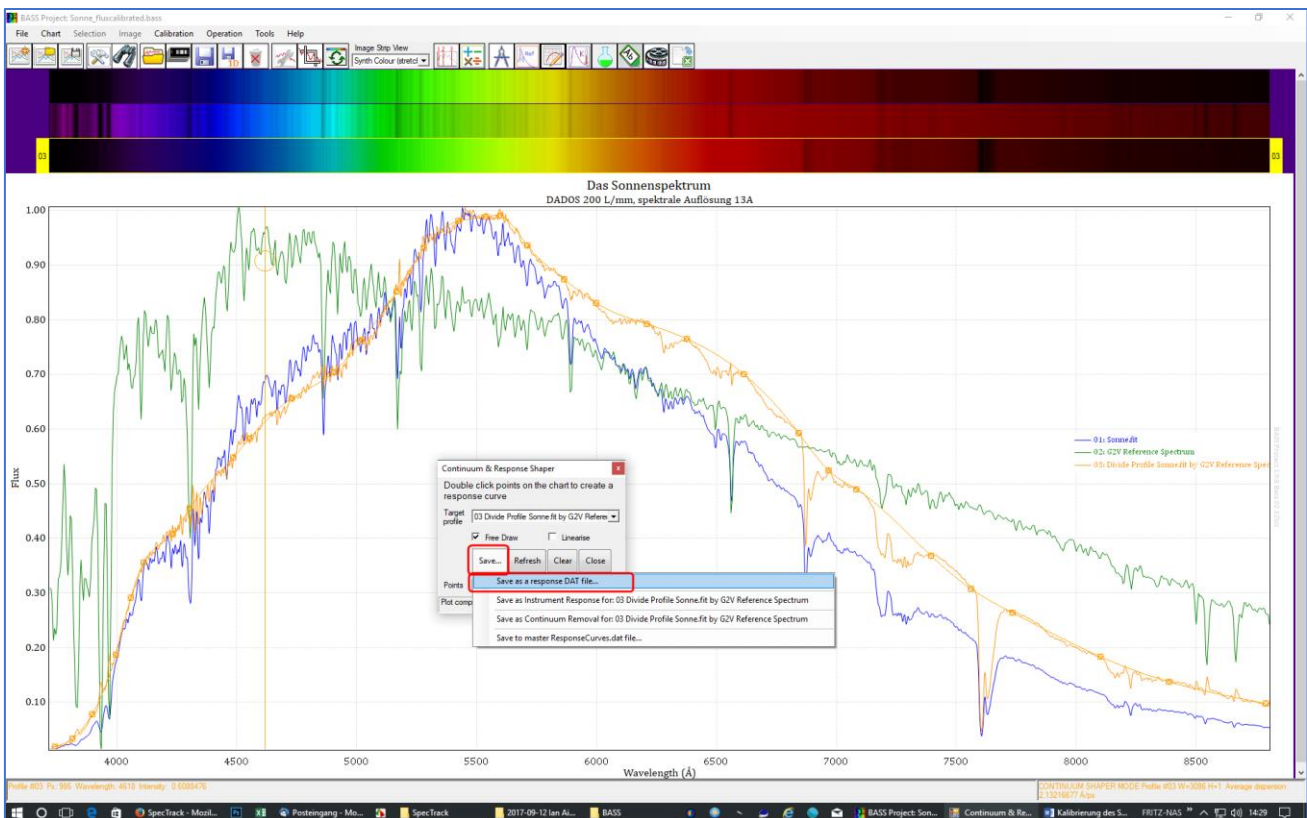 BASS Project: Sonne_fluxcalibrated.bass
File Chart Selection Image Calibration Operation Tools Help
Image Strip View
Synth Colour (stretcl
1D
Ref
03
03
Das Sonnenspektrum
DADOS 200 L/mm, spektrale Auflösung 13A
1.00
0.90
0.80
0.70
0.60
0.50
0.40
0.30
0.20
0.10
Flux
01: Sonne.fit
02: G2V Reference Spectrum
03: Divide Profile Sonne.fit by G2V Reference Spec
Continuum & Response Shaper
Double click points on the chart to create a
response curve
Target profile
03 Divide Profile Sonne.fit by G2V Referen
Free Draw Linearise
Save... Refresh Clear Close
Points
Plot comp
Save as a response DAT file...
Save as Instrument Response for: 03 Divide Profile Sonne.fit by G2V Reference Spectrum
Save as Continuum Removal for: 03 Divide Profile Sonne.fit by G2V Reference Spectrum
Save to master ResponseCurves.dat file...
4000 4500 5000 5500 6000 6500 7000 7500 8000 8500
Wavelength (Å)
Profile #03 Px: 986 Wavelength: 4618 Intensity: 0.6088476
CONTINUUM SHAPER MODE Profile #03 W=3086 H=1 Average dispersion:
2.13216677 Å/px
SpecTrack - Mozil... Posteingang - Mo... SpecTrack 2017-09-12 Ian Ai... BASS BASS Project: Son... Continuum & Re... Kalibrierung des S... FRITZ-NAS 14:29